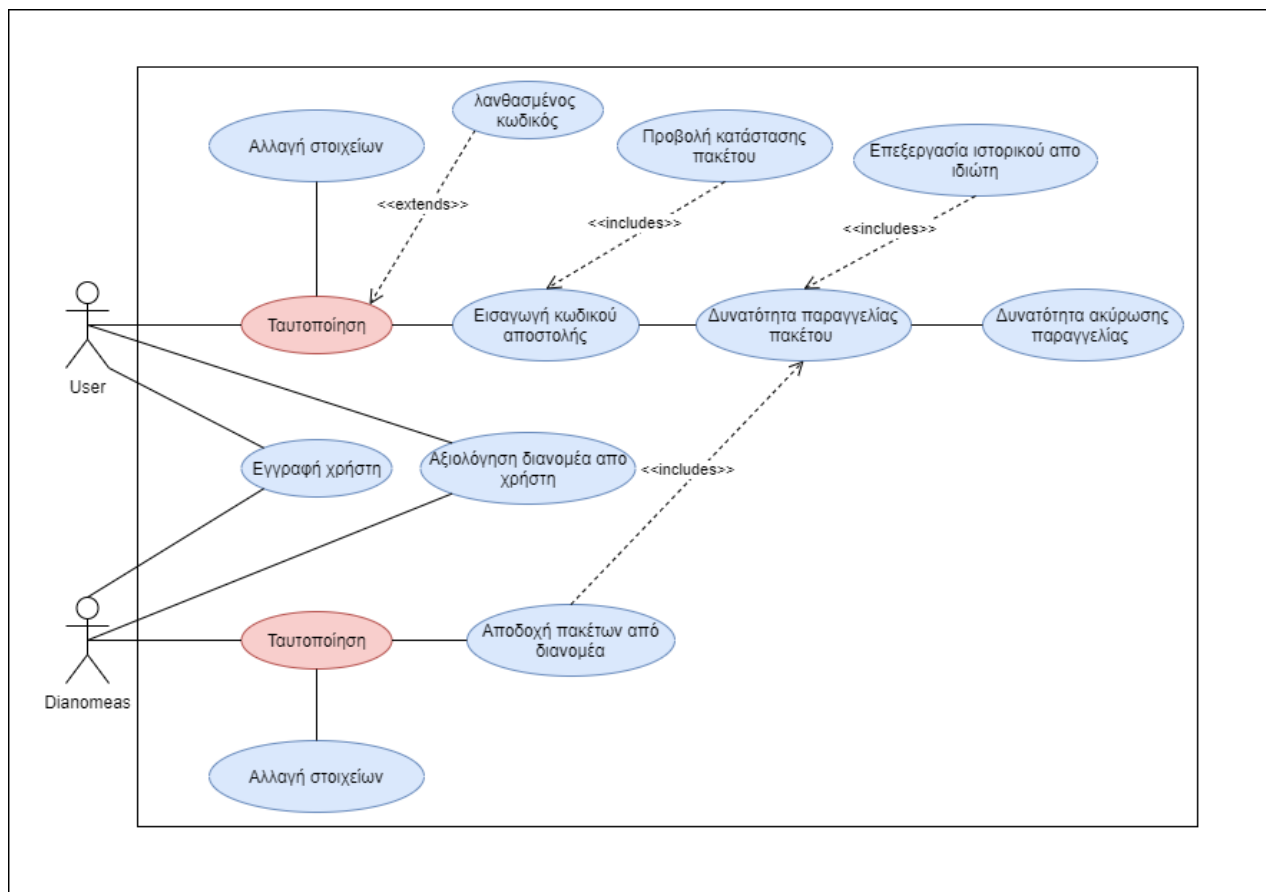 λανθασμένος
κωδικός
Αλλαγή στοιχείων
Προβολή κατάστασης
πακέτου
Επεξεργασία ιστορικού απο
ιδιώτη
<<extends>>
<<includes>>
<<includes>>
Ταυτοποίηση
Εισαγωγή κωδικού
αποστολής
Δυνατότητα παραγγελίας
πακέτου
Δυνατότητα ακύρωσης
παραγγελίας
User
Εγγραφή χρήστη
Αξιολόγηση διανομέα απο
χρήστη
<<includes>>
Ταυτοποίηση
Αποδοχή πακέτων από
διανομέα
Dianomeas
Αλλαγή στοιχείων